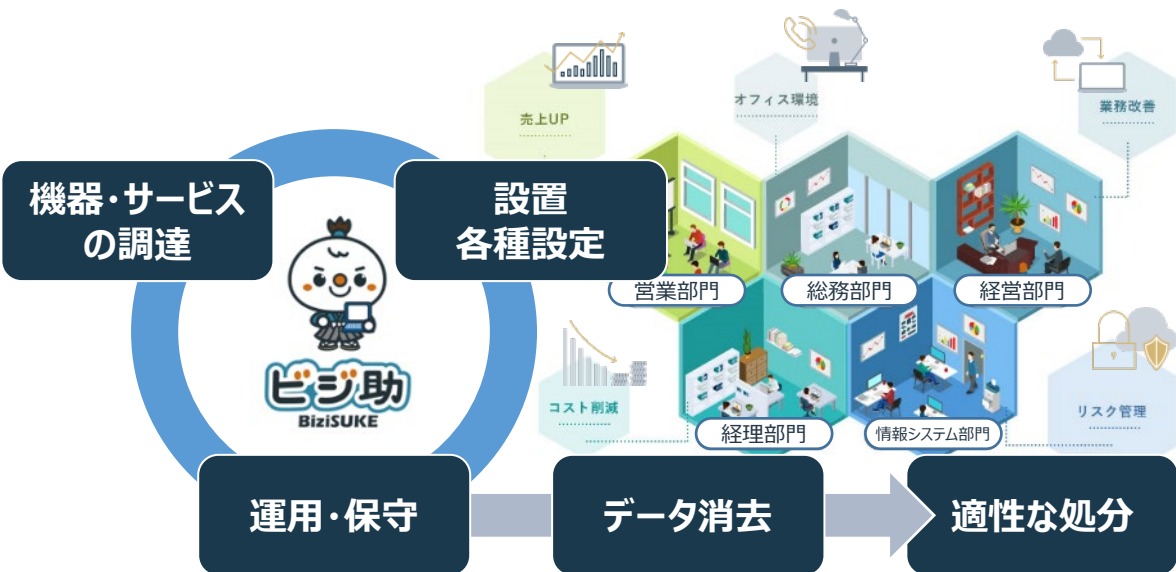 売上UP
オフィス環境
業務改善
機器・サービス
の調達
設置
各種設定
営業部門
総務部門
経営部門
ビジ助
BiziSUKE
コスト削減
リスク管理
経理部門
情報システム部門
運用・保守
データ消去
適性な処分